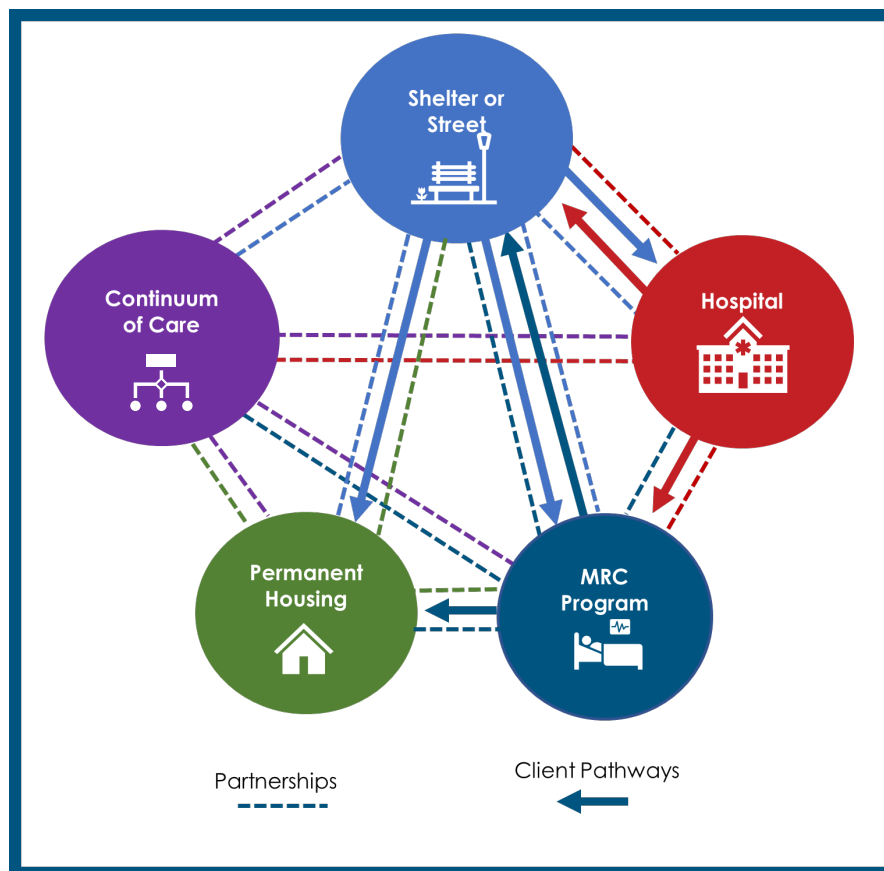 Shelter or
Street
Continuum
of Care
Hospital
Permanent
Housing
MRC
Program
Partnerships
Client Pathways